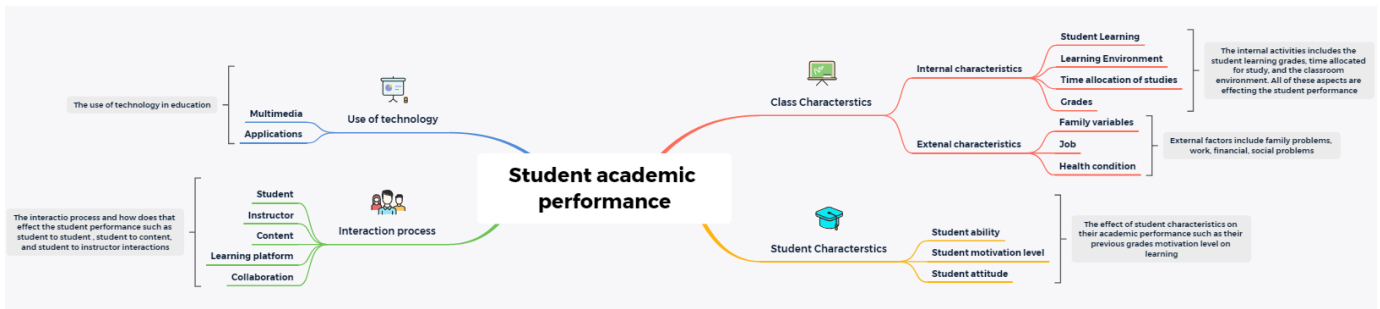 Student academic
performance
Use of technology
Multimedia
Applications
The use of technology in education
Interaction process
Student
Instructor
Content
Learning platform
Collaboration
The interactio process and how does that
effect the student performance such as
student to student , student to content,
and student to instructor interactions
Class Characterstics
Internal characteristics
Student Learning
Learning Environment
Time allocation of studies
Grades
The internal activities includes the
student learning grades, time allocated
for study, and the classroom
environment. All of these aspects are
effecting the student performance
Extenal characteristics
Family variables
Job
Health condition
External factors include family problems,
work, financial, social problems
Student Characterstics
Student ability
Student motivation level
Student attitude
The effect of student characteristics on
their academic performance such as their
previous grades motivation level on
learning